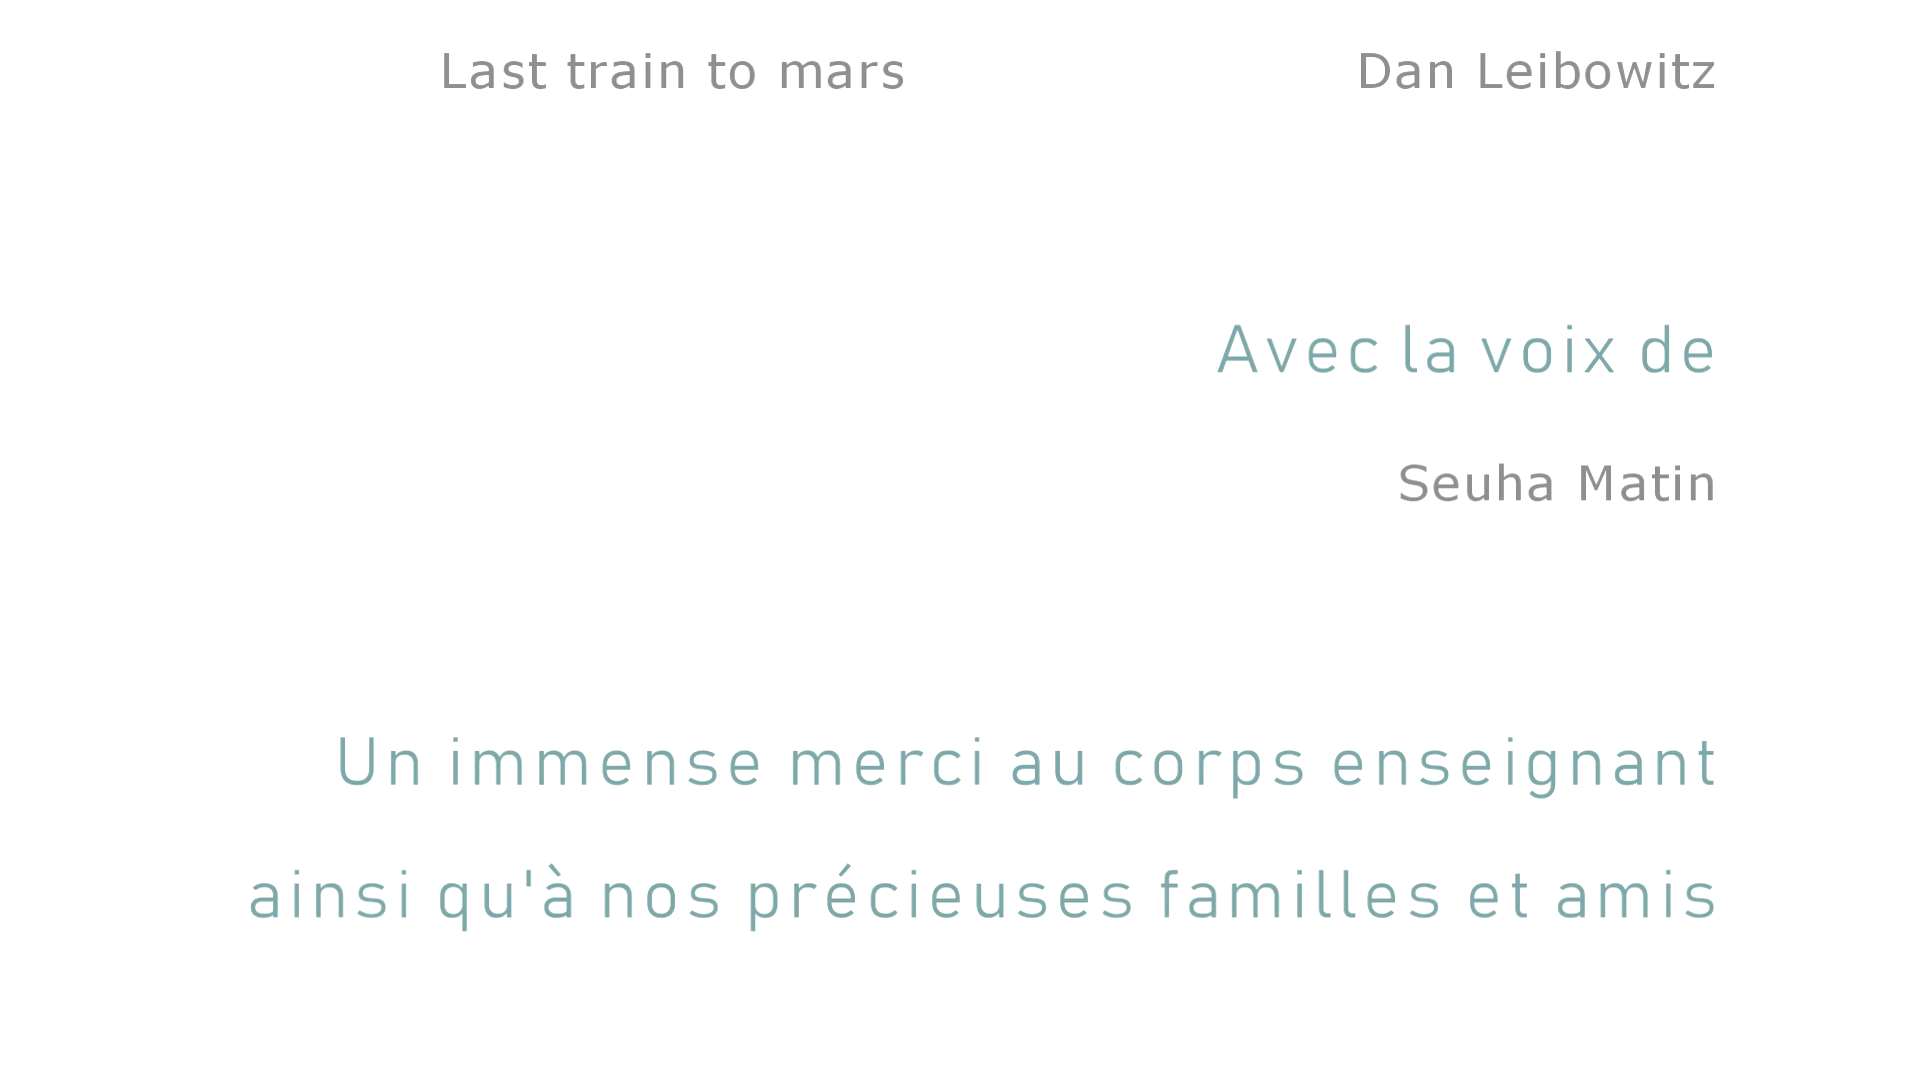 Last train to mars Dan Leibowitz
Avec la voix de
Seuha Matin
Un immense merci au corps enseignant
ainsi qu'à nos précieuses familles et amis